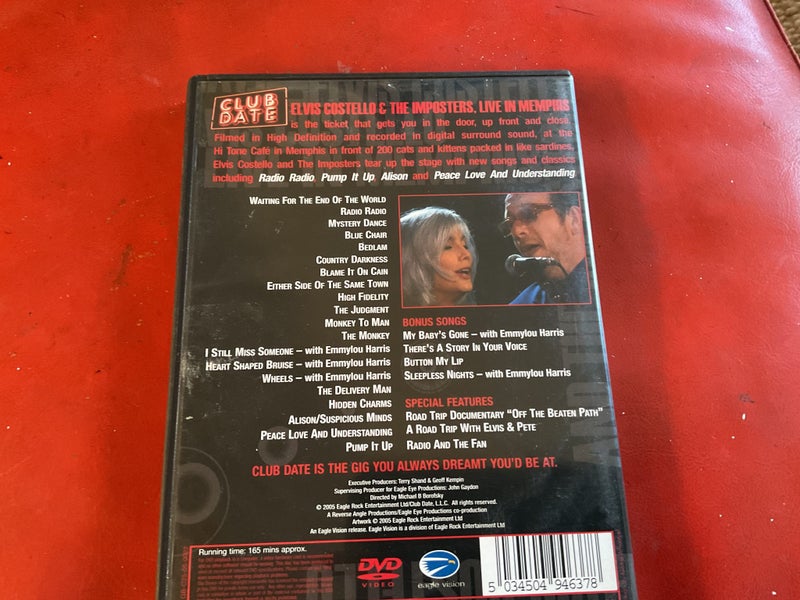 CLUB DATE
ELVIS COSTELLO & THE IMPOSTERS, LIVE IN MEMPHIS
is the ticket that gets you in the door, up front and close.
Filmed in High Definition and recorded in digital surround sound, at the
Hi Tone Café in Memphis in front of 200 cats and kittens packed in like sardines,
Elvis Costello and The Imposters tear up the stage with new songs and classics
including Radio Radio, Pump It Up, Alison and Peace Love And Understanding
WAITING FOR THE END OF THE WORLD
RADIO RADIO
MYSTERY DANCE
BLUE CHAIR
BEDLAM
COUNTRY DARKNESS
BLAME IT ON CAIN
EITHER SIDE OF THE SAME TOWN
HIGH FIDELITY
THE JUDGMENT
MONKEY TO MAN
THE MONKEY
I STILL MISS SOMEONE – with EMMYLOU HARRIS
HEART SHAPED BRUISE – with EMMYLOU HARRIS
WHEELS – with EMMYLOU HARRIS
THE DELIVERY MAN
HIDDEN CHARMS
ALISON/SUSPICIOUS MINDS
PEACE LOVE AND UNDERSTANDING
PUMP IT UP
BONUS SONGS
MY BABY'S GONE – with EMMYLOU HARRIS
THERE'S A STORY IN YOUR VOICE
BUTTON MY LIP
SLEEPLESS NIGHTS – with EMMYLOU HARRIS
SPECIAL FEATURES
ROAD TRIP DOCUMENTARY "OFF THE BEATEN PATH"
A ROAD TRIP WITH ELVIS & PETE
RADIO AND THE FAN
CLUB DATE IS THE GIG YOU ALWAYS DREAMT YOU'D BE AT.
Executive Producers: Terry Shand & Geoff Kempin
Supervising Producer for Eagle Eye Productions: John Gaydon
Directed by Michael B Borofsky
© 2005 Eagle Rock Entertainment Ltd/Club Date, L.L.C. All rights reserved.
A Reverse Angle Productions/Eagle Eye Productions co-production
Artwork © 2005 Eagle Rock Entertainment Ltd
An Eagle Vision release. Eagle Vision is a division of Eagle Rock Entertainment Ltd
Running time: 165 mins approx.
DVD VIDEO
eagle vision
5 034504 946378